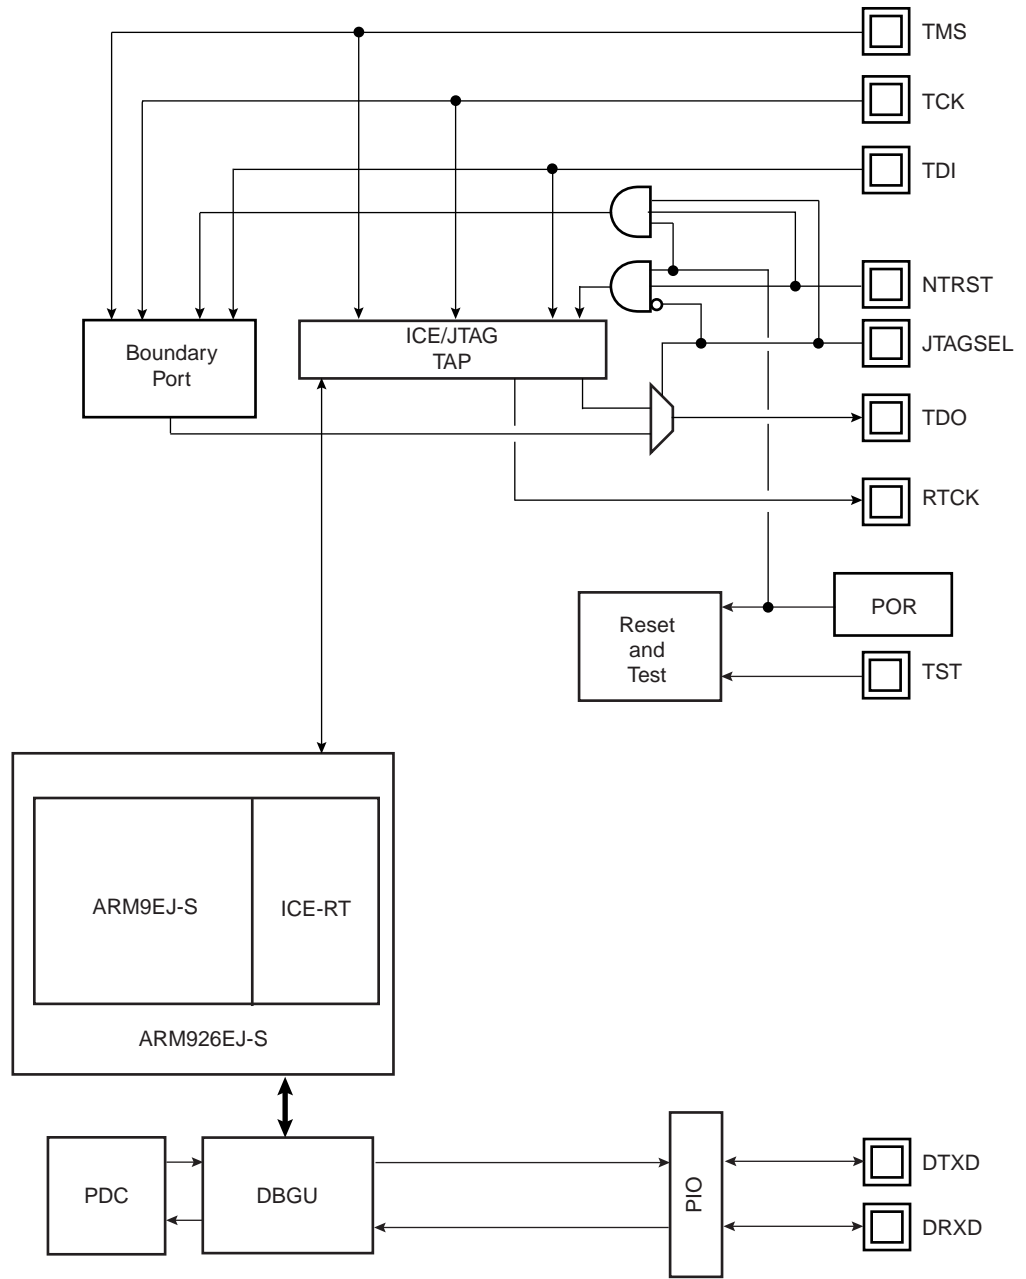 TMS
TCK
TDI
NTRST
JTAGSEL
ICE/JTAG
TAP
Boundary
Port
TDO
RTCK
POR
Reset
and
Test
TST
ARM9EJ-S
ICE-RT
ARM926EJ-S
PDC
DBGU
PIO
DTXD
DRXD